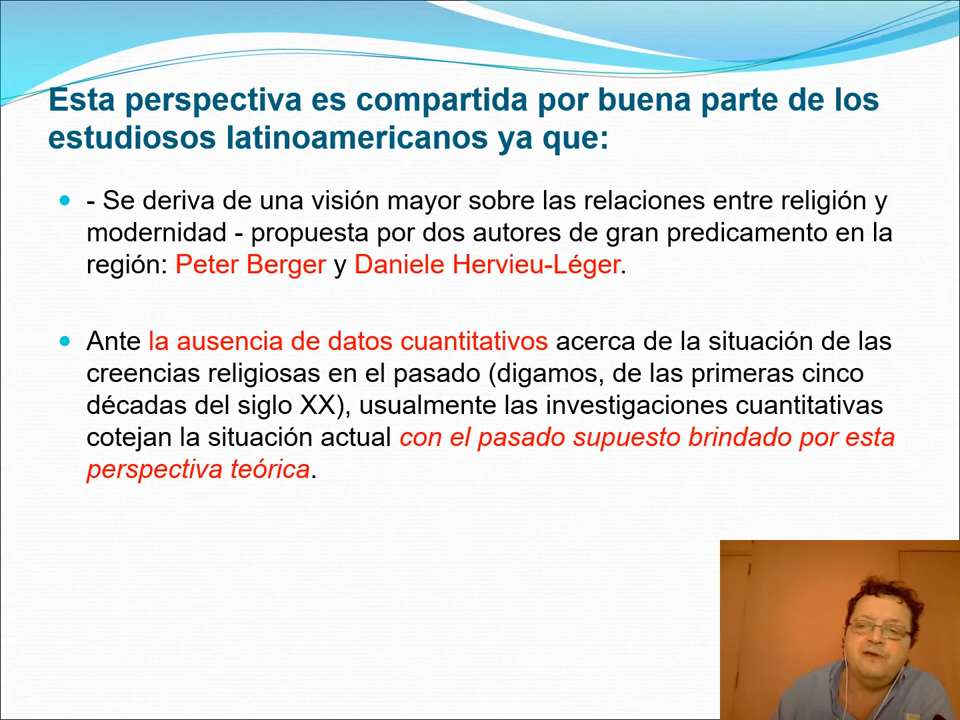 Esta perspectiva es compartida por buena parte de los
estudiosos latinoamericanos ya que:
- Se deriva de una visión mayor sobre las relaciones entre religión y
modernidad - propuesta por dos autores de gran predicamento en la
región: Peter Berger y Daniele Hervieu-Léger.
Ante la ausencia de datos cuantitativos acerca de la situación de las
creencias religiosas en el pasado (digamos, de las primeras cinco
décadas del siglo XX), usualmente las investigaciones cuantitativas
cotejan la situación actual con el pasado supuesto brindado por esta
perspectiva teórica.